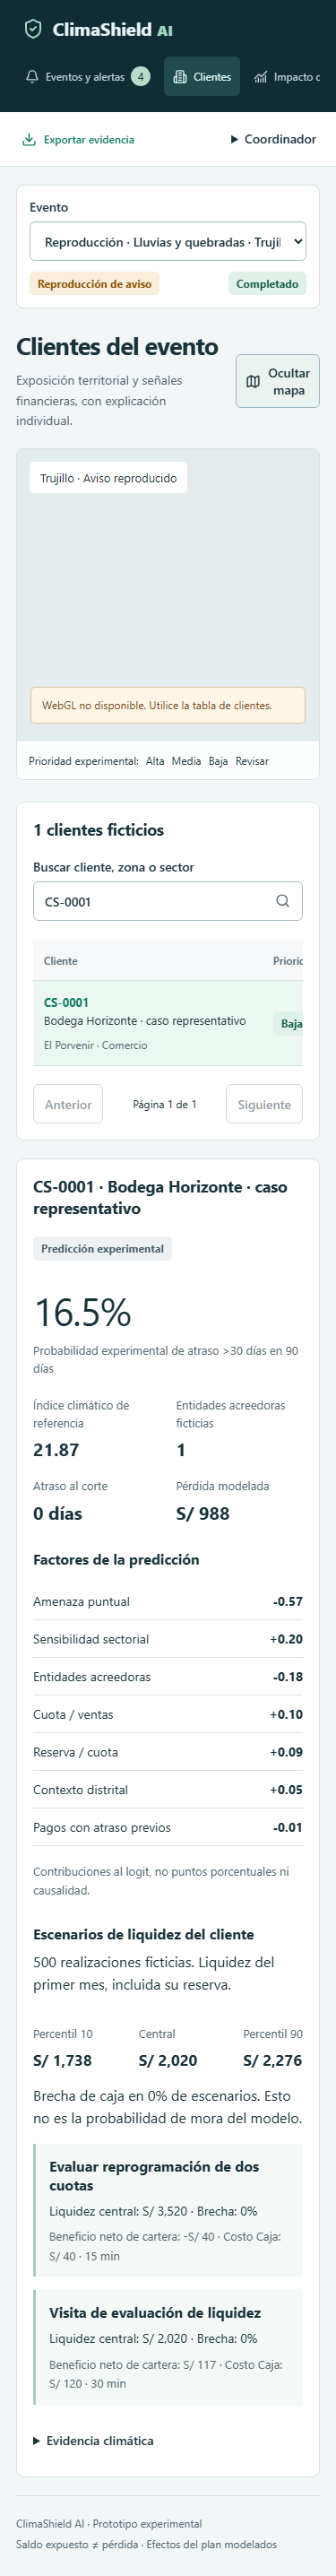 ClimaShield AI
Eventos y alertas 4 Clientes Impacto c
Exportar evidencia ▶ Coordinador
Evento
Reproducción · Lluvias y quebradas · Truji
Reproducción de aviso Completado
Clientes del evento
Exposición territorial y señales
financieras, con explicación
individual.
Ocultar
mapa
Trujillo · Aviso reproducido
WebGL no disponible. Utilice la tabla de clientes.
Prioridad experimental: Alta Media Baja Revisar
1 clientes ficticios
Buscar cliente, zona o sector
CS-0001
Cliente Priorid
CS-0001
Bodega Horizonte · caso representativo
El Porvenir · Comercio
Baja
Anterior Página 1 de 1 Siguiente
CS-0001 · Bodega Horizonte · caso
representativo
Predicción experimental
16.5%
Probabilidad experimental de atraso >30 días en 90
días
Índice climático de
referencia
21.87
Entidades acreedoras
ficticias
1
Atraso al corte
0 días
Pérdida modelada
S/ 988
Factores de la predicción
Amenaza puntual -0.57
Sensibilidad sectorial +0.20
Entidades acreedoras -0.18
Cuota / ventas +0.10
Reserva / cuota +0.09
Contexto distrital +0.05
Pagos con atraso previos -0.01
Contribuciones al logit, no puntos porcentuales ni
causalidad.
Escenarios de liquidez del cliente
500 realizaciones ficticias. Liquidez del
primer mes, incluida su reserva.
Percentil 10 Central Percentil 90
S/ 1,738 S/ 2,020 S/ 2,276
Brecha de caja en 0% de escenarios. Esto
no es la probabilidad de mora del modelo.
Evaluar reprogramación de dos
cuotas
Liquidez central: S/ 3,520 · Brecha: 0%
Beneficio neto de cartera: -S/ 40 · Costo Caja:
S/ 40 · 15 min
Visita de evaluación de liquidez
Liquidez central: S/ 2,020 · Brecha: 0%
Beneficio neto de cartera: S/ 117 · Costo Caja:
S/ 120 · 30 min
▶ Evidencia climática
ClimaShield AI · Prototipo experimental
Saldo expuesto ≠ pérdida · Efectos del plan modelados